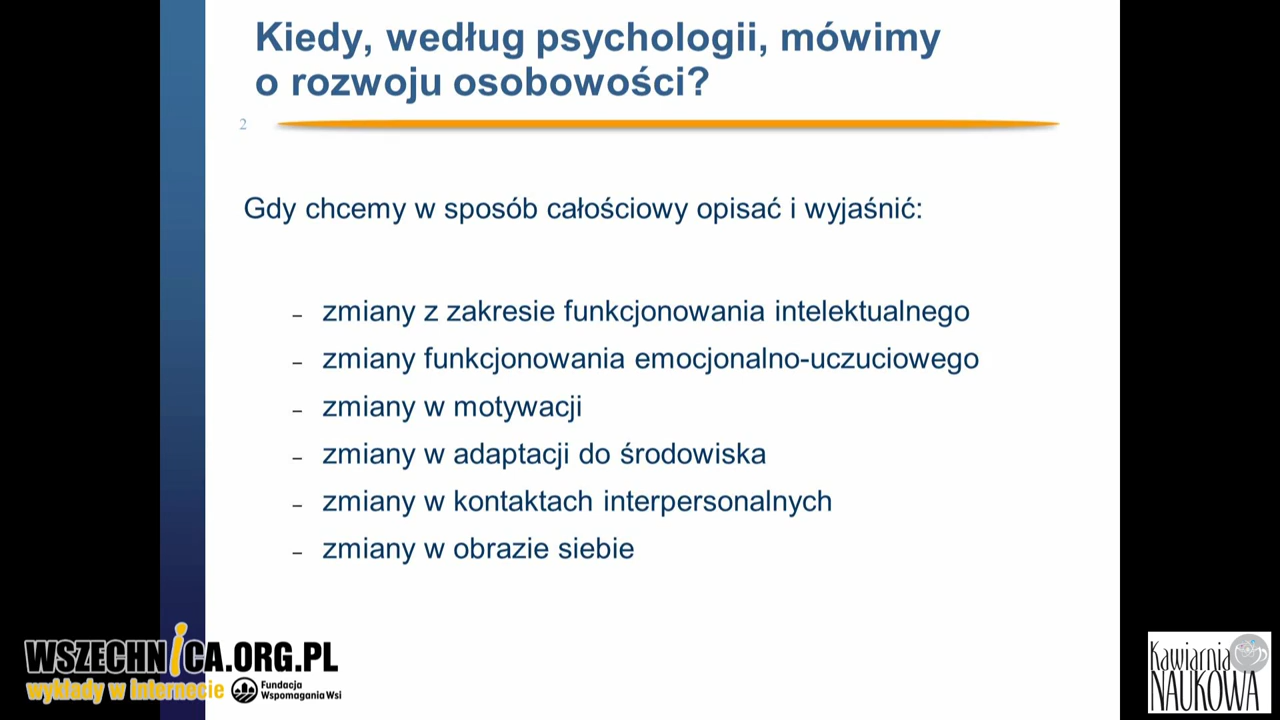 Kiedy, według psychologii, mówimy
o rozwoju osobowości?
2
Gdy chcemy w sposób całościowy opisać i wyjaśnić:
– zmiany z zakresie funkcjonowania intelektualnego
– zmiany funkcjonowania emocjonalno-uczuciowego
– zmiany w motywacji
– zmiany w adaptacji do środowiska
– zmiany w kontaktach interpersonalnych
– zmiany w obrazie siebie
WSZECHNiCA.ORG.PL
wykłady w Internecie
Fundacja
Wspomagania Wsi
Kawiarnia
NAUKOWA